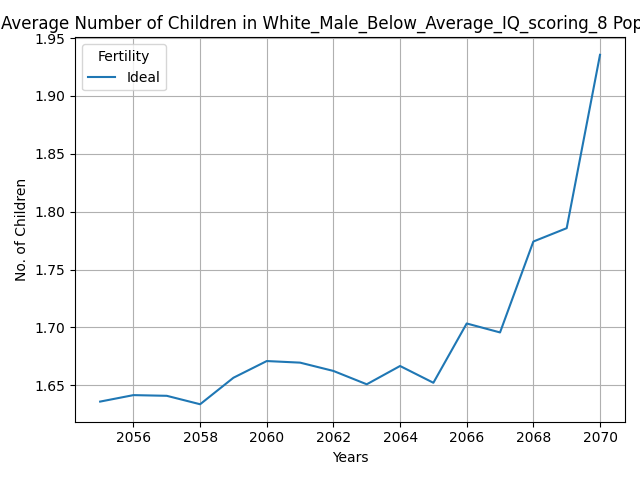 Average Number of Children in White_Male_Below_Average_IQ_scoring_8 Pop
1.95
1.90
1.85
1.80
1.75
1.70
1.65
No. of Children
Fertility
Ideal
2056 2058 2060 2062 2064 2066 2068 2070
Years